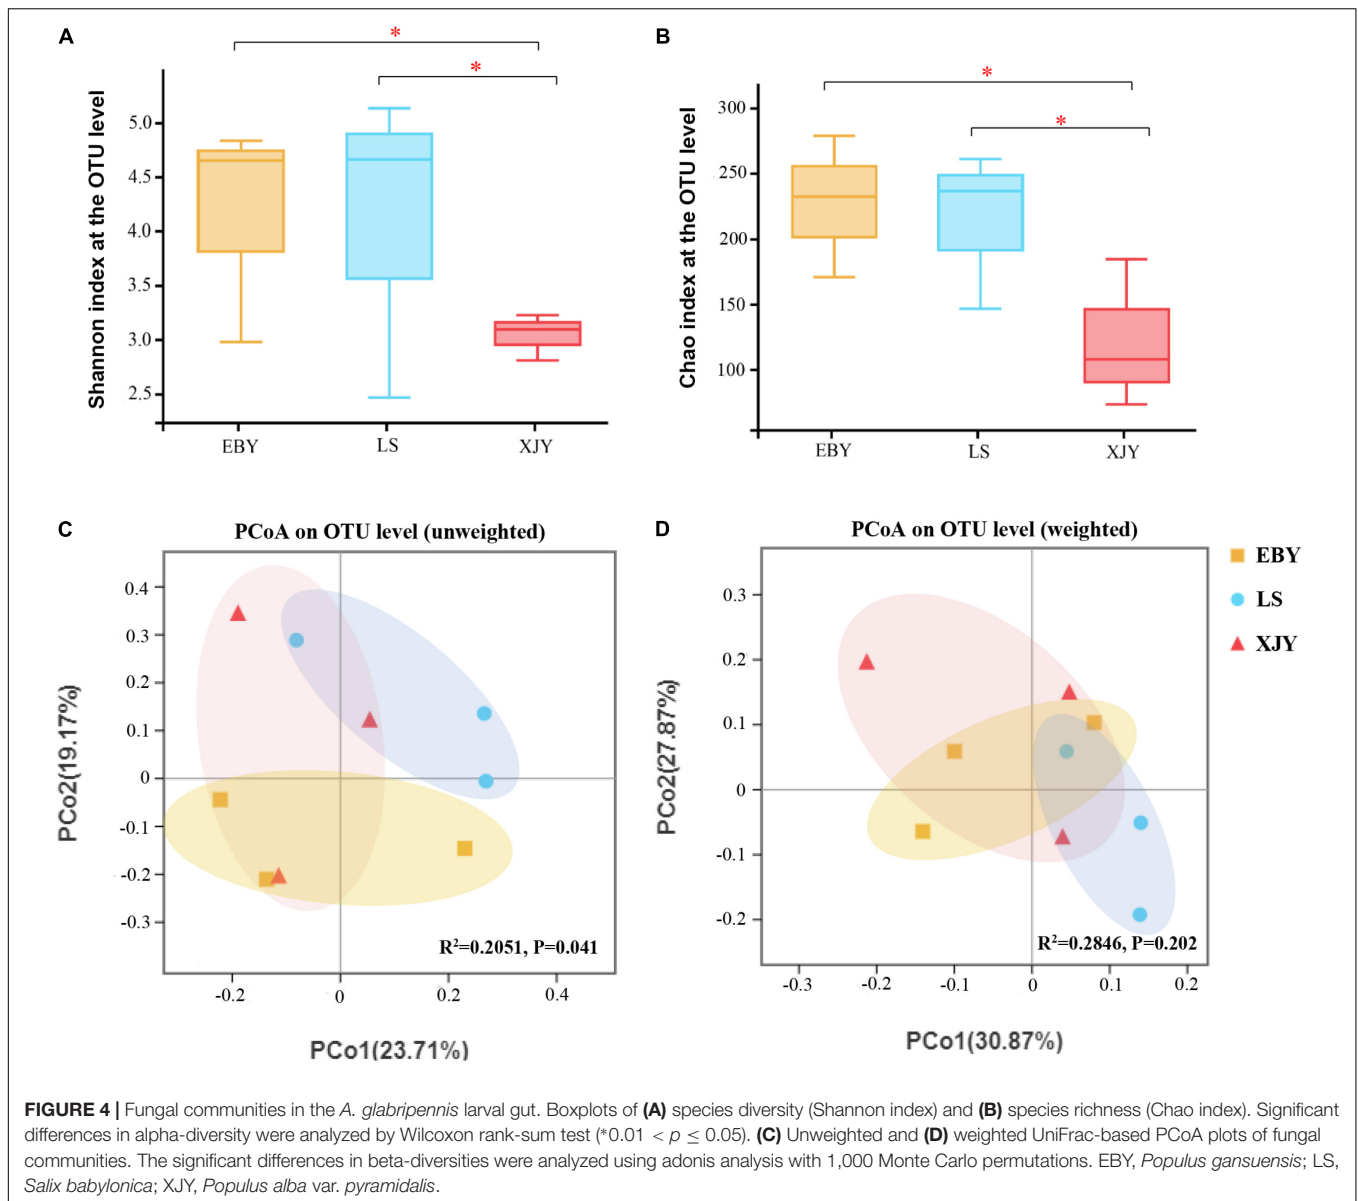 A
*
*
Shannon index at the OTU level
5.0
4.5
4.0
3.5
3.0
2.5
EBY
LS
XJY
B
*
*
Chao index at the OTU level
300
250
200
150
100
EBY
LS
XJY
C
PCoA on OTU level (unweighted)
PCo2(19.17%)
0.4
0.3
0.2
0.1
0
-0.1
-0.2
-0.3
R²=0.2051, P=0.041
-0.2
0
0.2
0.4
PCo1(23.71%)
D
PCoA on OTU level (weighted)
PCo2(27.87%)
0.3
0.2
0.1
0
-0.1
-0.2
R²=0.2846, P=0.202
-0.3
-0.2
-0.1
0
0.1
0.2
PCo1(30.87%)
EBY
LS
XJY
FIGURE 4 | Fungal communities in the A. glabripennis larval gut. Boxplots of (A) species diversity (Shannon index) and (B) species richness (Chao index). Significant
differences in alpha-diversity were analyzed by Wilcoxon rank-sum test (*0.01 < p ≤ 0.05). (C) Unweighted and (D) weighted UniFrac-based PCoA plots of fungal
communities. The significant differences in beta-diversities were analyzed using adonis analysis with 1,000 Monte Carlo permutations. EBY, Populus gansuensis; LS,
Salix babylonica; XJY, Populus alba var. pyramidalis.